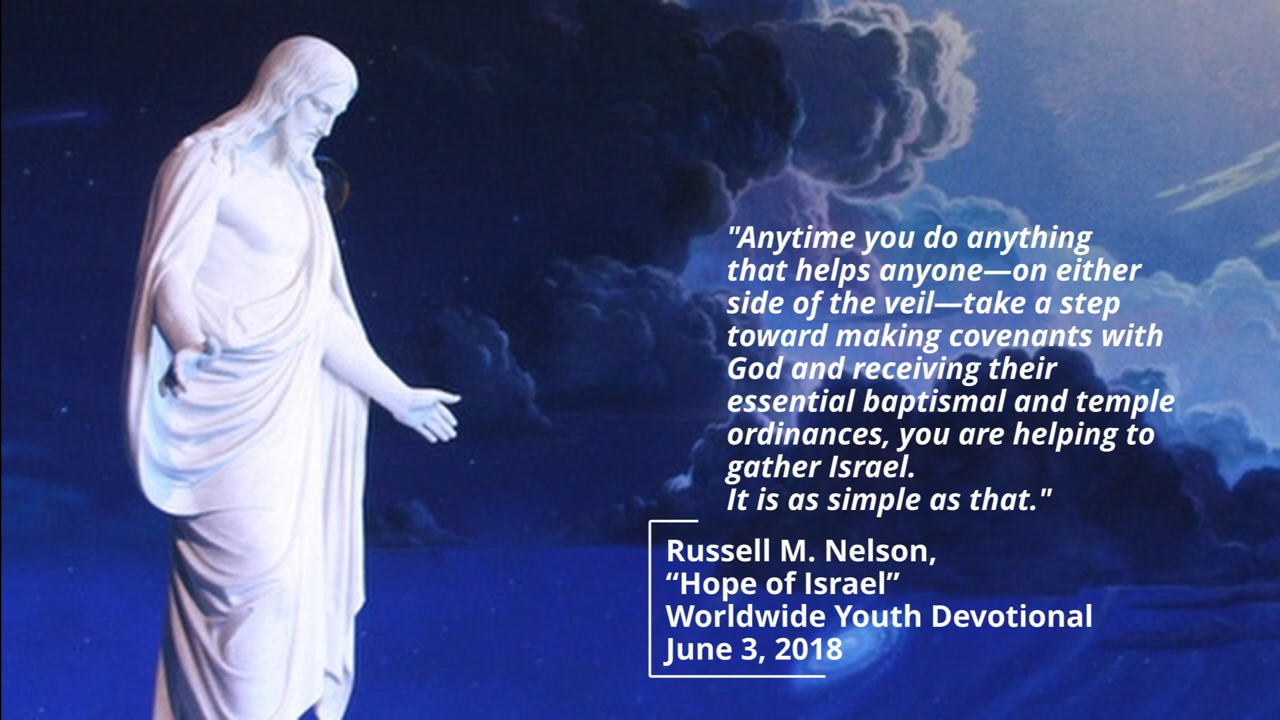 "Anytime you do anything
that helps anyone—on either
side of the veil—take a step
toward making covenants with
God and receiving their
essential baptismal and temple
ordinances, you are helping to
gather Israel.
It is as simple as that."
Russell M. Nelson,
“Hope of Israel”
Worldwide Youth Devotional
June 3, 2018